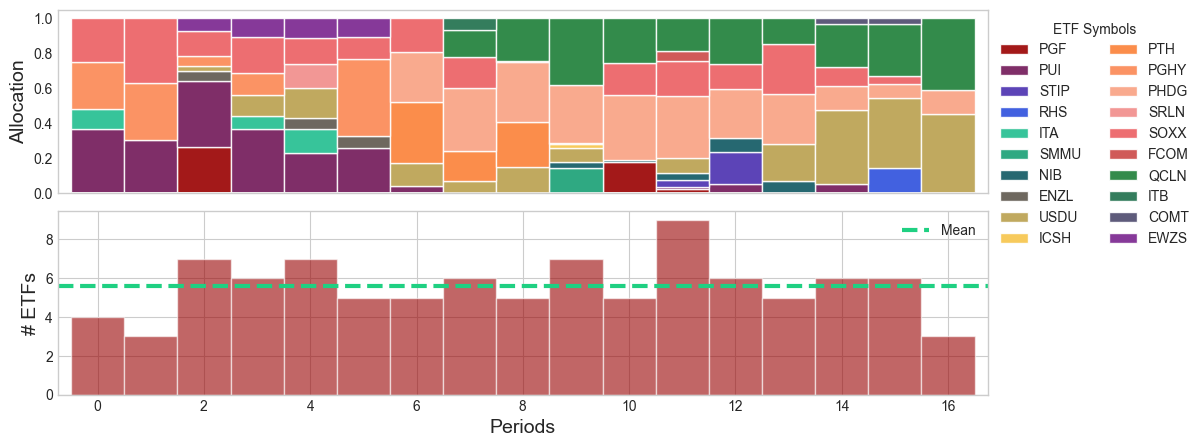 1.0
0.8
0.6
0.4
0.2
0.0
Allocation
ETF Symbols
PGF
PUI
STIP
RHS
ITA
SMMU
NIB
ENZL
USDU
ICSH
PTH
PGHY
PHDG
SRLN
SOXX
FCOM
QCLN
ITB
COMT
EWZS
8
6
4
2
0
# ETFs
Mean
0 2 4 6 8 10 12 14 16
Periods